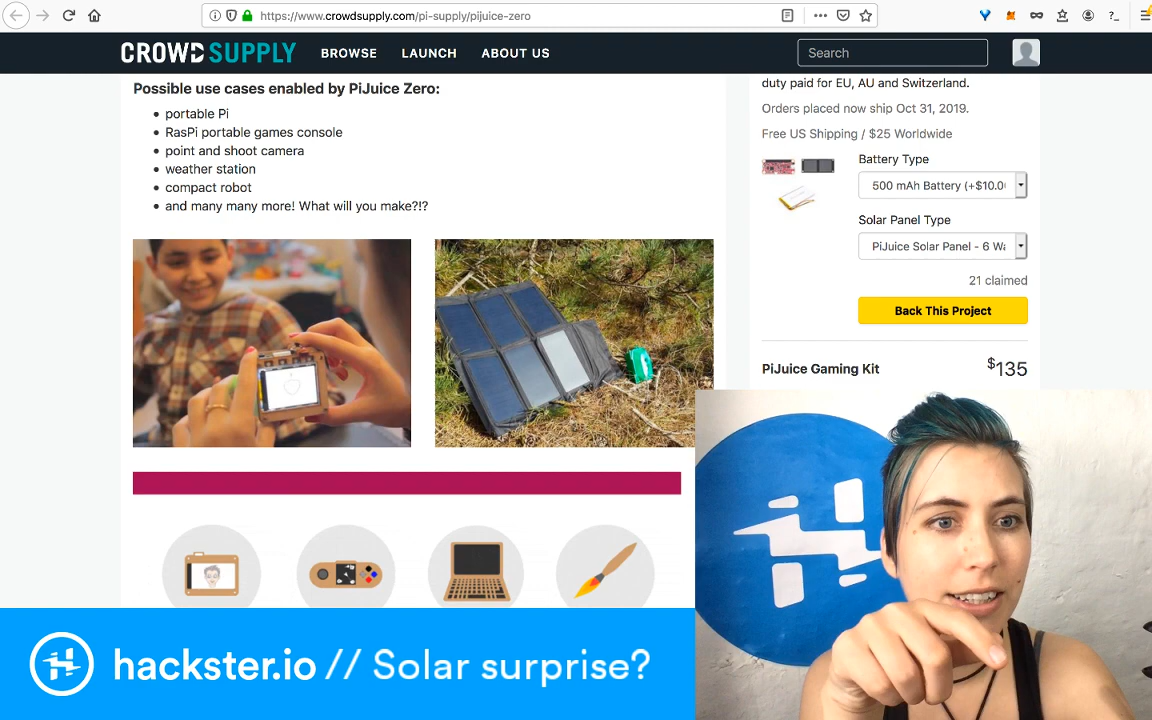 https://www.crowdsupply.com/pi-supply/pijuice-zero
CROWD SUPPLY
BROWSE
LAUNCH
ABOUT US
Search
Possible use cases enabled by PiJuice Zero:
portable Pi
RasPi portable games console
point and shoot camera
weather station
compact robot
and many many more! What will you make?!?
duty paid for EU, AU and Switzerland.
Orders placed now ship Oct 31, 2019.
Free US Shipping / $25 Worldwide
Battery Type
500 mAh Battery (+$10.0
Solar Panel Type
PiJuice Solar Panel - 6 Wa
21 claimed
Back This Project
PiJuice Gaming Kit
$135
hackster.io // Solar surprise?